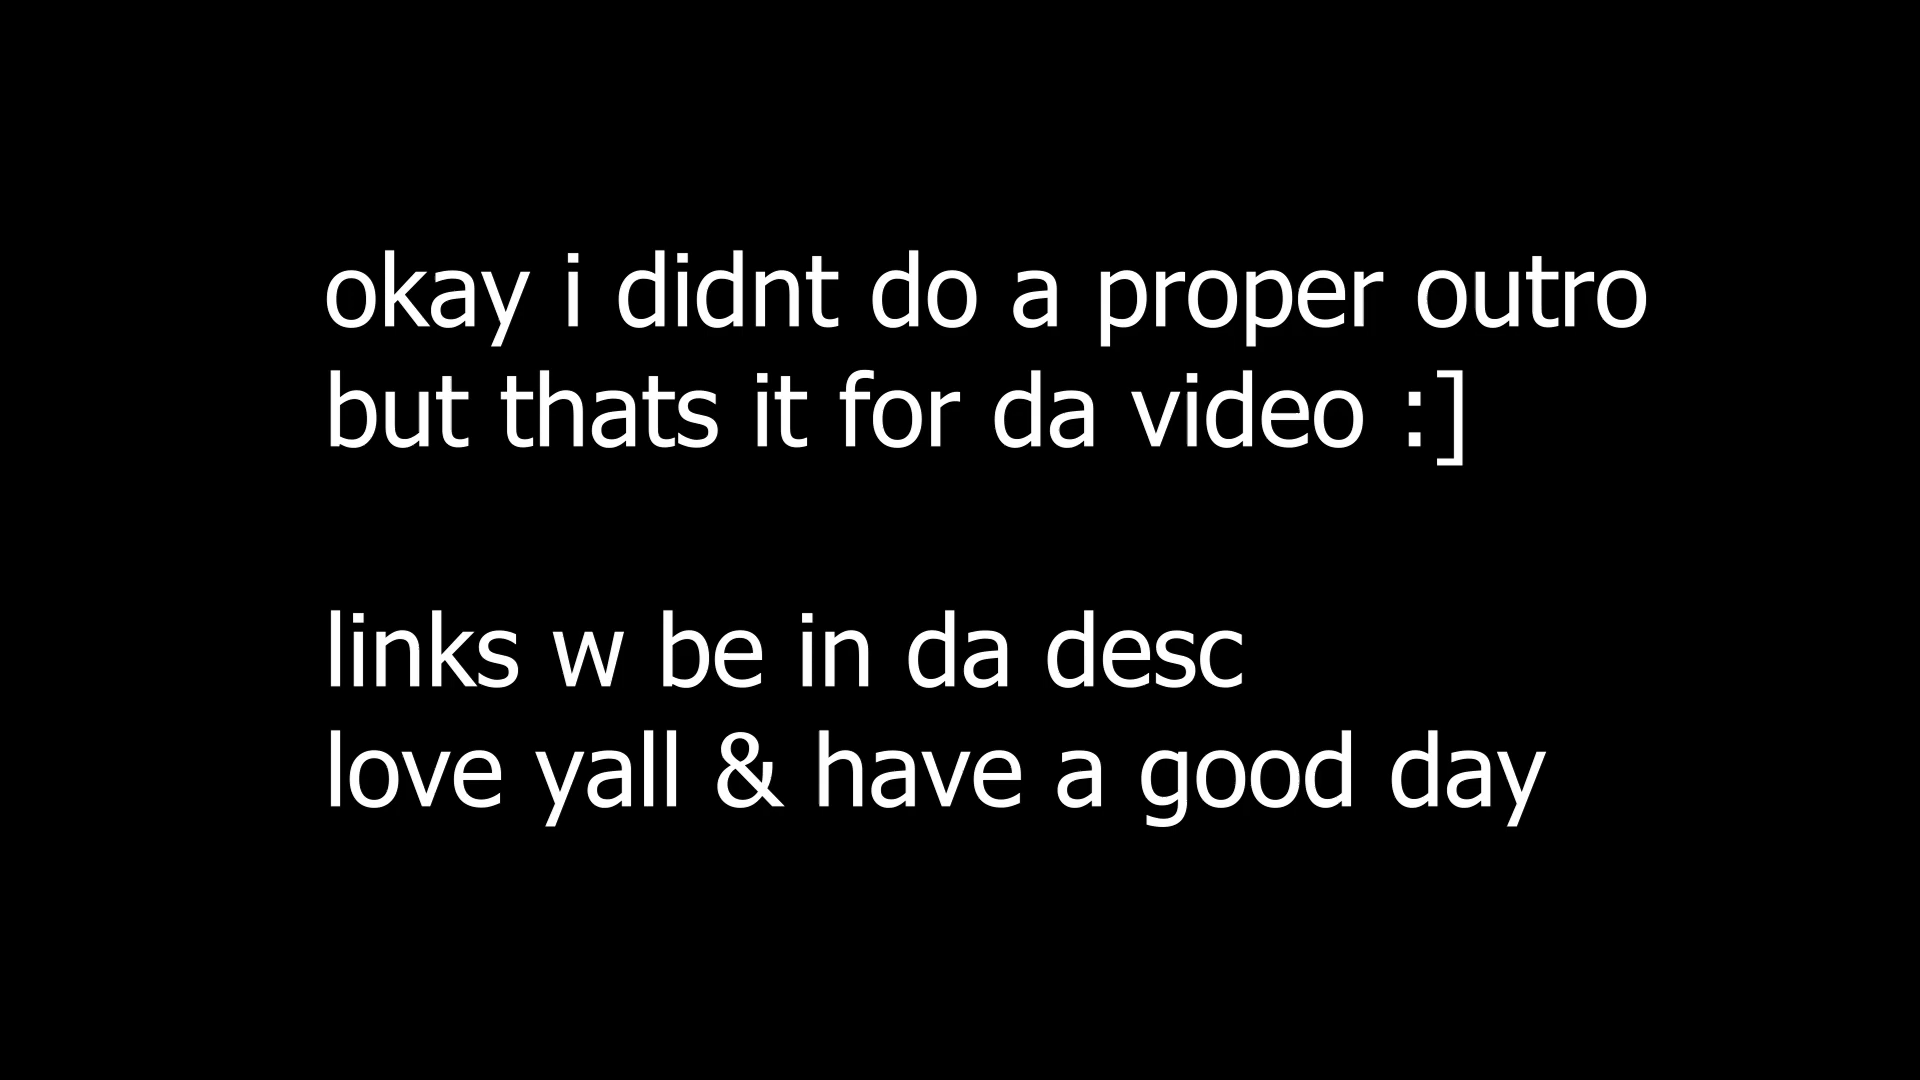 okay i didnt do a proper outro
but thats it for da video :]
links w be in da desc
love yall & have a good day